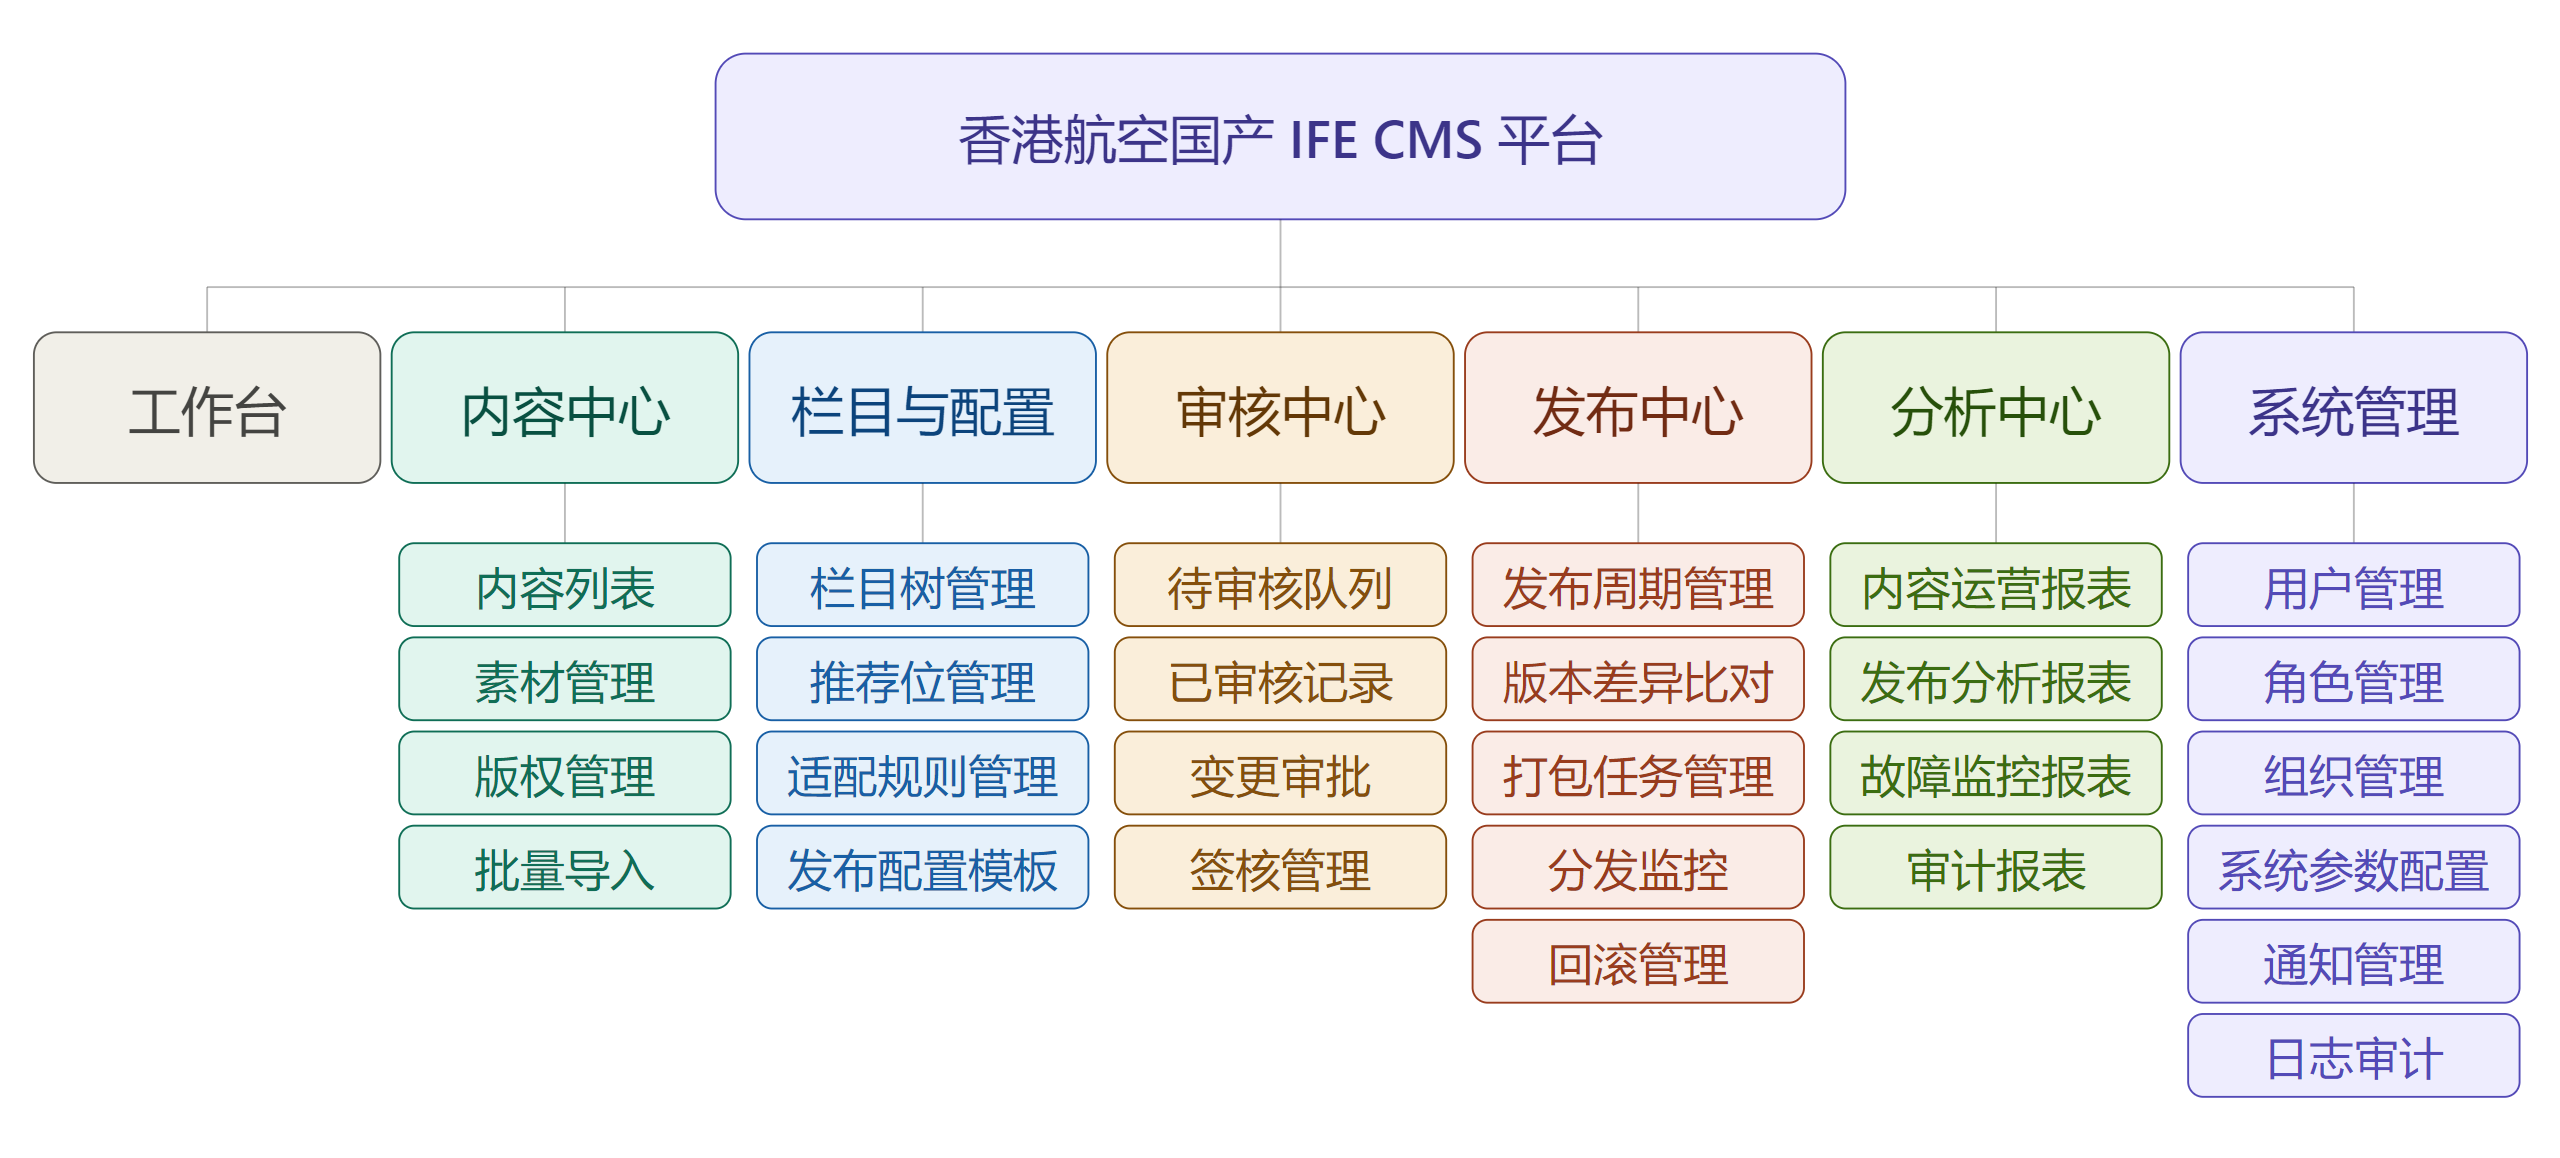 香港航空国产 IFE CMS 平台
工作台
内容中心
栏目与配置
审核中心
发布中心
分析中心
系统管理
内容列表
素材管理
版权管理
批量导入
栏目树管理
推荐位管理
适配规则管理
发布配置模板
待审核队列
已审核记录
变更审批
签核管理
发布周期管理
版本差异比对
打包任务管理
分发监控
回滚管理
内容运营报表
发布分析报表
故障监控报表
审计报表
用户管理
角色管理
组织管理
系统参数配置
通知管理
日志审计